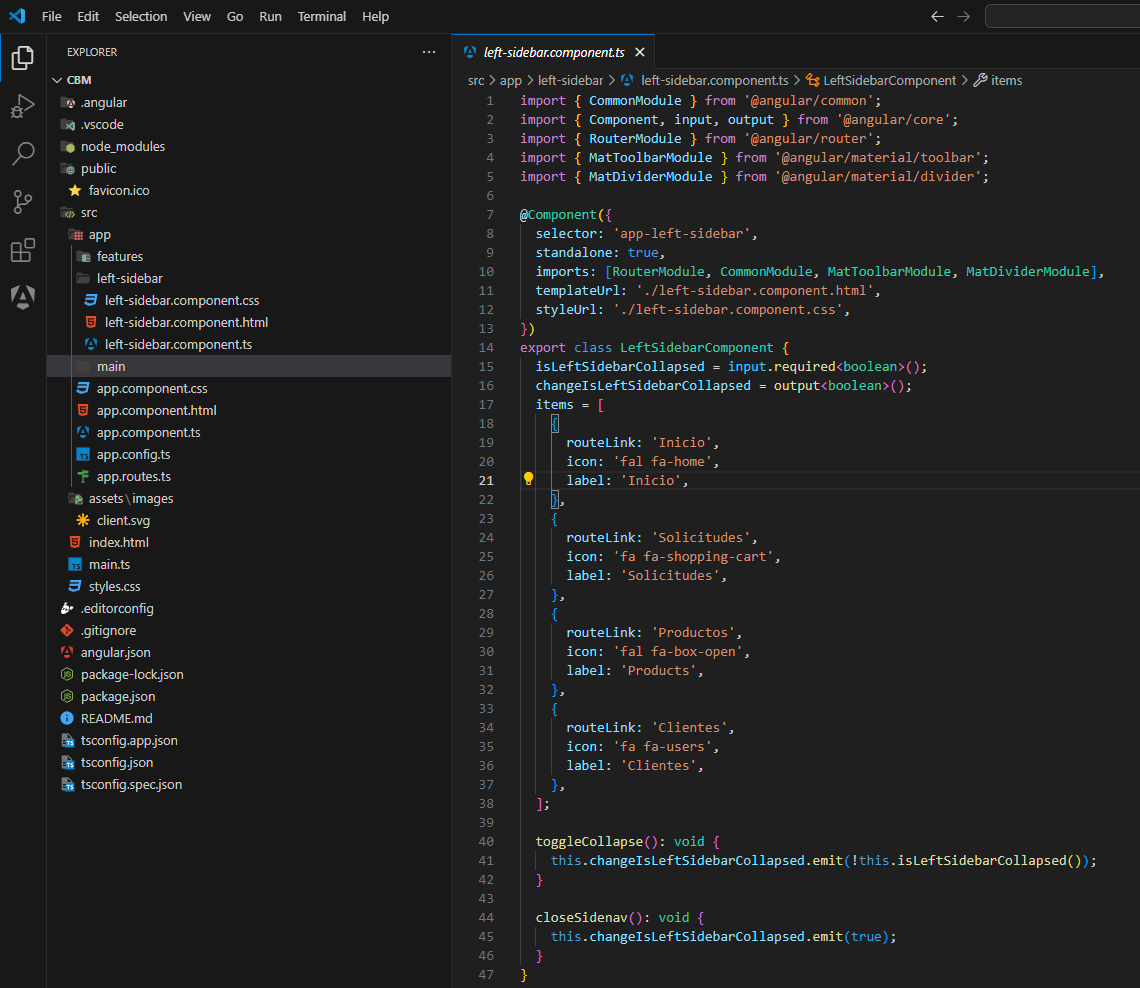 File Edit Selection View Go Run Terminal Help
EXPLORER
CBM
.angular
.vscode
node_modules
public
favicon.ico
src
app
features
left-sidebar
left-sidebar.component.css
left-sidebar.component.html
left-sidebar.component.ts
main
app.component.css
app.component.html
app.component.ts
app.config.ts
app.routes.ts
assets\images
client.svg
index.html
main.ts
styles.css
.editorconfig
.gitignore
angular.json
package-lock.json
package.json
README.md
tsconfig.app.json
tsconfig.json
tsconfig.spec.json
left-sidebar.component.ts
src > app > left-sidebar > left-sidebar.component.ts > LeftSidebarComponent > items
1 import { CommonModule } from '@angular/common';
2 import { Component, input, output } from '@angular/core';
3 import { RouterModule } from '@angular/router';
4 import { MatToolbarModule } from '@angular/material/toolbar';
5 import { MatDividerModule } from '@angular/material/divider';
6
7 @Component({
8 selector: 'app-left-sidebar',
9 standalone: true,
10 imports: [RouterModule, CommonModule, MatToolbarModule, MatDividerModule],
11 templateUrl: './left-sidebar.component.html',
12 styleUrl: './left-sidebar.component.css',
13 })
14 export class LeftSidebarComponent {
15 isLeftSidebarCollapsed = input.required<boolean>();
16 changeIsLeftSidebarCollapsed = output<boolean>();
17 items = [
18 {
19 routeLink: 'Inicio',
20 icon: 'fal fa-home',
21 label: 'Inicio',
22 },
23 {
24 routeLink: 'Solicitudes',
25 icon: 'fa fa-shopping-cart',
26 label: 'Solicitudes',
27 },
28 {
29 routeLink: 'Productos',
30 icon: 'fal fa-box-open',
31 label: 'Products',
32 },
33 {
34 routeLink: 'Clientes',
35 icon: 'fa fa-users',
36 label: 'Clientes',
37 },
38 ];
39
40 toggleCollapse(): void {
41 this.changeIsLeftSidebarCollapsed.emit(!this.isLeftSidebarCollapsed());
42 }
43
44 closeSidenav(): void {
45 this.changeIsLeftSidebarCollapsed.emit(true);
46 }
47 }